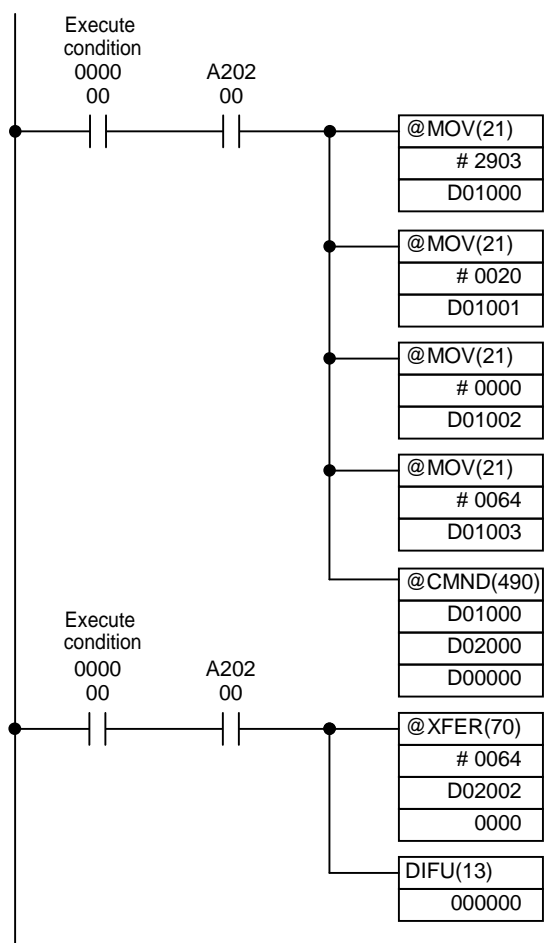 Execute
condition
0000
00
A202
00
@MOV(21)
# 2903
D01000
@MOV(21)
# 0020
D01001
@MOV(21)
# 0000
D01002
@MOV(21)
# 0064
D01003
@CMND(490)
D01000
D02000
D00000
Execute
condition
0000
00
A202
00
@XFER(70)
# 0064
D02002
0000
DIFU(13)
000000